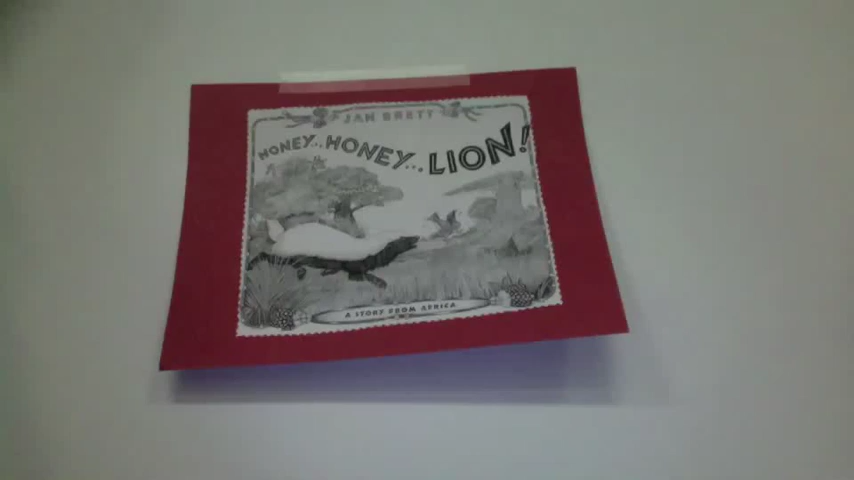 JAN BRETT
HONEY...HONEY...LION!
A STORY FROM AFRICA